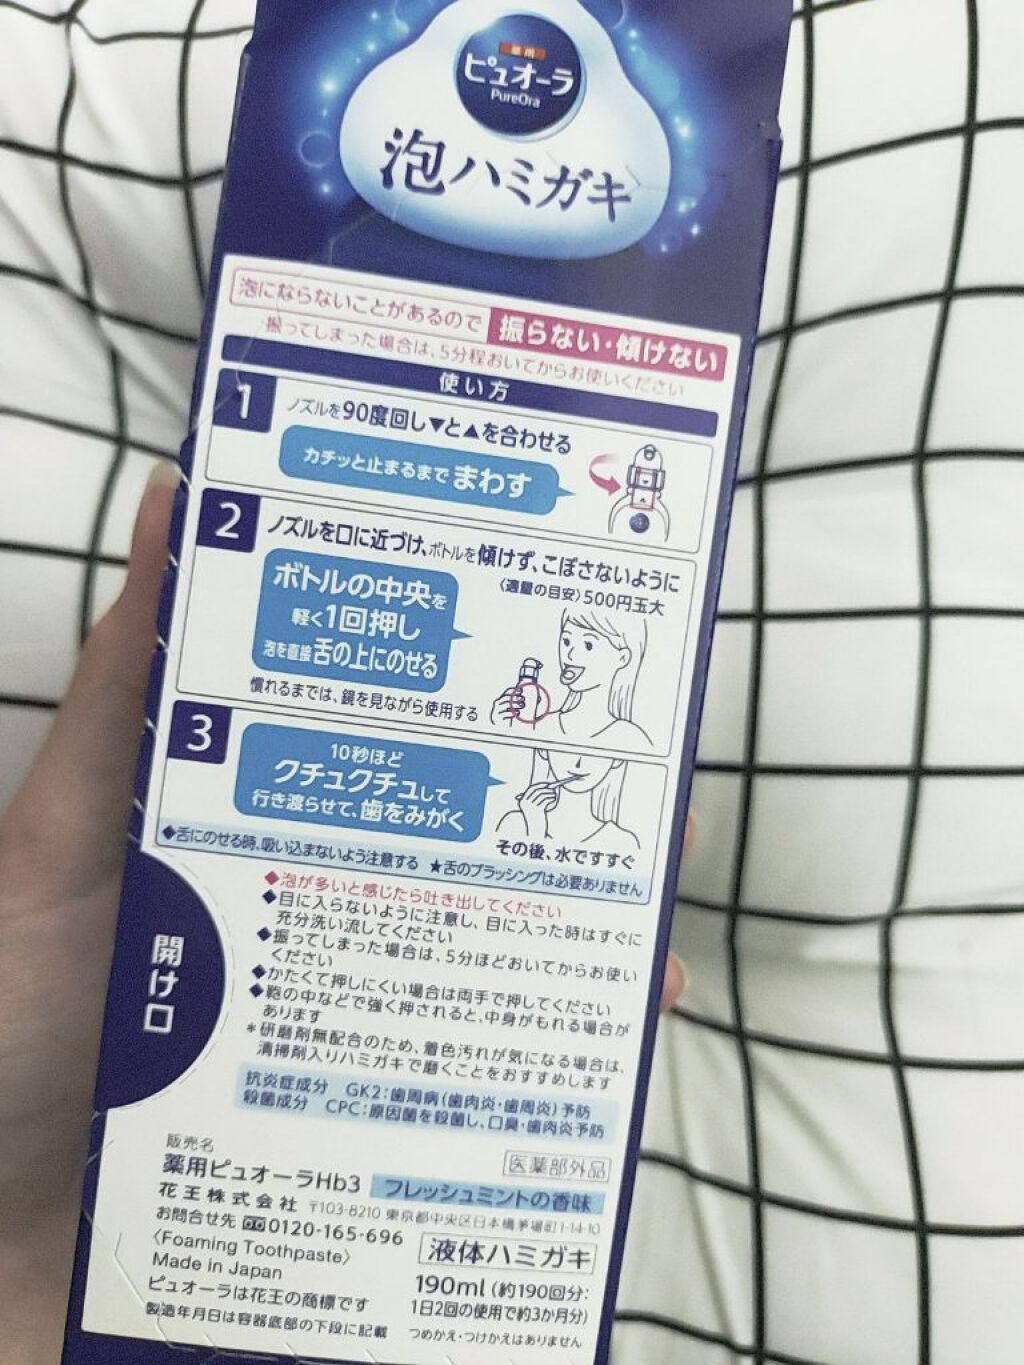 薬用
ピュオーラ
PureOra
泡ハミガキ
泡にならないことがあるので 振らない・傾けない
振ってしまった場合は、5分程おいてからお使いください
使い方
1
ノズルを90度回し▼と▲を合わせる
カチッと止まるまでまわす
2
ノズルを口に近づけ、ボトルを傾けず、こぼさないように
〈適量の目安〉500円玉大
ボトルの中央を
軽く1回押し
泡を直接舌の上にのせる
慣れるまでは、鏡を見ながら使用する
3
10秒ほど
クチュクチュして
行き渡らせて、歯をみがく
その後、水ですすぐ
◆舌にのせる時、吸い込まないよう注意する ★舌のブラッシングは必要ありません
◆泡が多いと感じたら吐き出してください
◆目に入らないように注意し、目に入った時はすぐに
充分洗い流してください
◆振ってしまった場合は、5分ほどおいてからお使い
ください
◆かたくて押しにくい場合は両手で押してください
◆鞄の中などで強く押されると、中身がもれる場合が
あります
*研磨剤無配合のため、着色汚れが気になる場合は、
清掃剤入りハミガキで磨くことをおすすめします
抗炎症成分 GK2:歯周病(歯肉炎・歯周炎)予防
殺菌成分 CPC:原因菌を殺菌し、口臭・歯肉炎予防
開け口
販売名
医薬部外品
薬用ピュオーラHb3 フレッシュミントの香味
花王株式会社 〒103-8210 東京都中央区日本橋茅場町1-14-10
お問合せ先 0120-165-696
液体ハミガキ
〈Foaming Toothpaste〉
Made in Japan
190ml (約190回分:
1日2回の使用で約3か月分)
ピュオーラは花王の商標です
製造年月日は容器底部の下段に記載 つめかえ・つけかえはありません